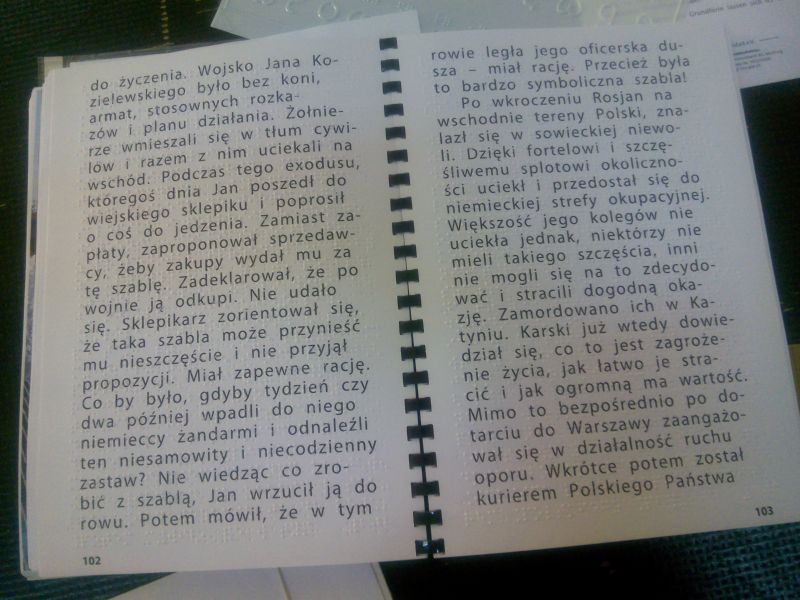 do życzenia. Wojsko Jana Ko-
zielewskiego było bez koni,
armat, stosownych rozka-
zów i planu działania. Żołnie-
rze wmieszali się w tłum cywi-
lów i razem z nim uciekali na
wschód. Podczas tego exodusu,
któregoś dnia Jan poszedł do
wiejskiego sklepiku i poprosił
o coś do jedzenia. Zamiast za-
płaty, zaproponował sprzedaw-
cy, żeby zakupy wydał mu za
tę szablę. Zadeklarował, że po
wojnie ją odkupi. Nie udało
się. Sklepikarz zorientował się,
że taka szabla może przynieść
mu nieszczęście i nie przyjął
propozycji. Miał zapewne rację.
Co by było, gdyby tydzień czy
dwa później wpadli do niego
niemieccy żandarmi i odnaleźli
ten niesamowity i niecodzienny
zastaw? Nie wiedząc co zro-
bić z szablą, Jan wrzucił ją do
rowu. Potem mówił, że w tym
102
rowie legła jego oficerska du-
sza – miał rację. Przecież była
to bardzo symboliczna szabla!
Po wkroczeniu Rosjan na
wschodnie tereny Polski, zna-
lazł się w sowieckiej niewo-
li. Dzięki fortelowi i szczę-
śliwemu splotowi okoliczno-
ści uciekł i przedostał się do
niemieckiej strefy okupacyjnej.
Większość jego kolegów nie
uciekła jednak, niektórzy nie
mieli takiego szczęścia, inni
nie mogli się na to zdecydo-
wać i stracili dogodną oka-
zję. Zamordowano ich w Ka-
tyniu. Karski już wtedy dowie-
dział się, co to jest zagroże-
nie życia, jak łatwo je stra-
cić i jak ogromną ma wartość.
Mimo to bezpośrednio po do-
tarciu do Warszawy zaangażo-
wał się w działalność ruchu
oporu. Wkrótce potem został
kurierem Polskiego Państwa
103